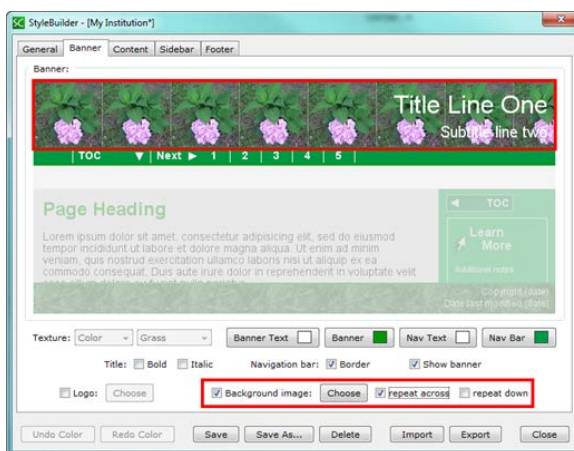 StyleBuilder - [My Institution*]
General Banner Content Sidebar Footer
Banner:
Title Line One
Subtitle line two
TOC ▼ | Next ▶ 1 | 2 | 3 | 4 | 5 |
◀ TOC
Page Heading
Learn
More
Lorem ipsum dolor sit amet, consectetur adipisicing elit, sed do eiusmod
tempor incididunt ut labore et dolore magna aliqua. Ut enim ad minim
veniam, quis nostrud exercitation ullamco laboris nisi ut aliquip ex ea
commodo consequat. Duis aute irure dolor in reprehenderit in voluptate velit
Additional notes
Copyright (date)
Date last modified (date)
Texture: Color Grass Banner Text Banner Nav Text Nav Bar
Title: Bold Italic Navigation bar: Border Show banner
Logo: Choose Background image: Choose repeat across repeat down
Undo Color Redo Color Save Save As... Delete Import Export Close